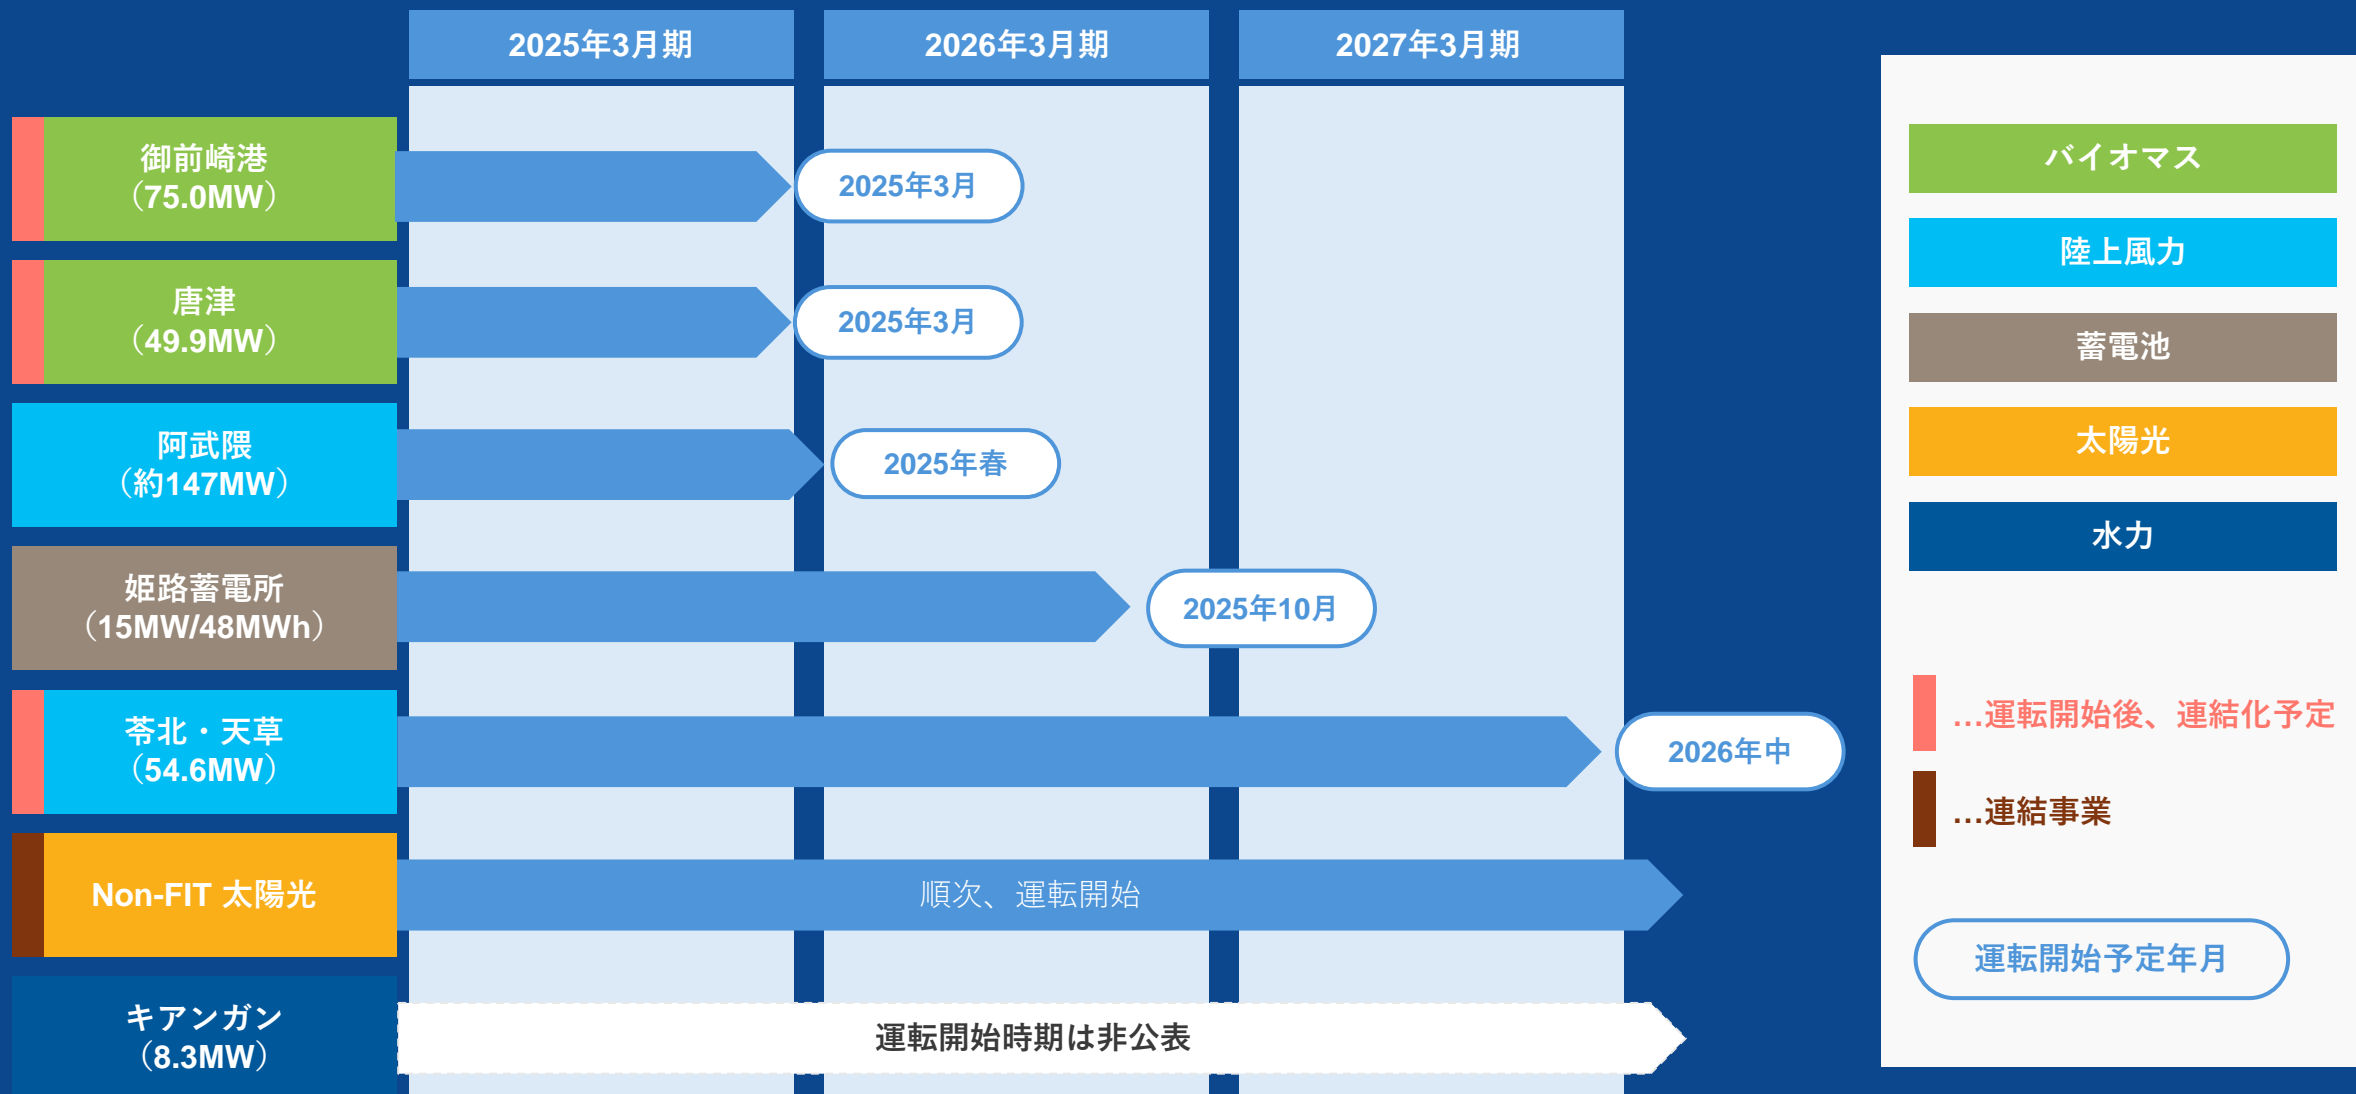 2025年3月期
2026年3月期
2027年3月期
御前崎港
（75.0MW）
2025年3月
唐津
（49.9MW）
2025年3月
阿武隈
（約147MW）
2025年春
姫路蓄電所
（15MW/48MWh）
2025年10月
苓北・天草
（54.6MW）
2026年中
Non-FIT 太陽光
順次、運転開始
キアンガン
（8.3MW）
運転開始時期は非公表
バイオマス
陸上風力
蓄電池
太陽光
水力
…運転開始後、連結化予定
…連結事業
運転開始予定年月